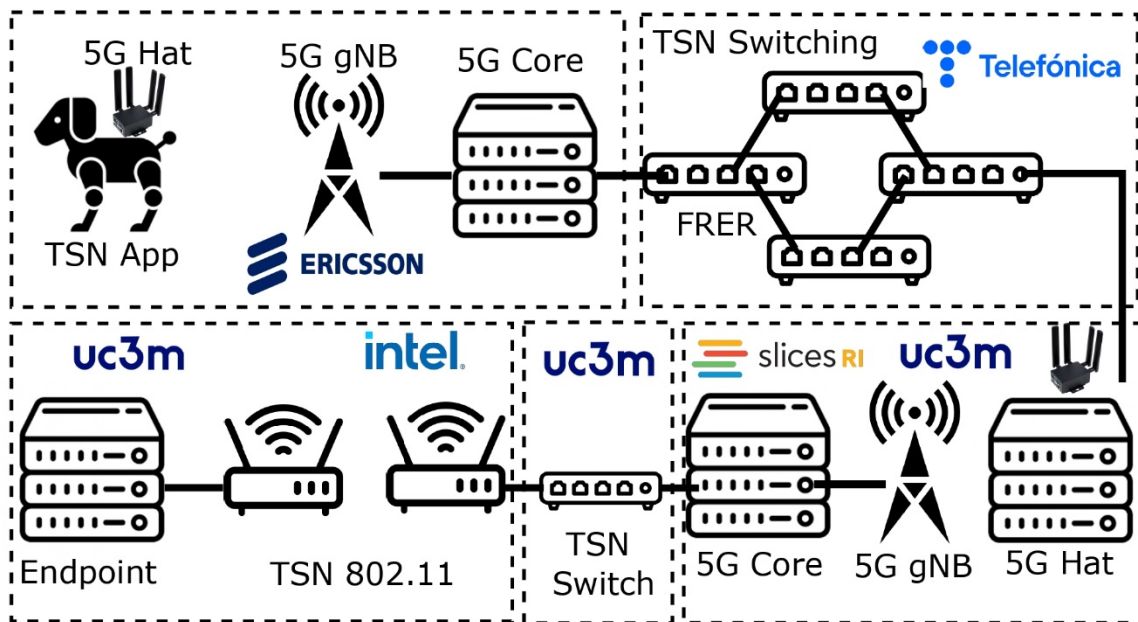 5G Hat
5G gNB
5G Core
TSN App
ERICSSON
TSN Switching
Telefónica
FRER
uc3m
intel.
Endpoint
TSN 802.11
uc3m
TSN
Switch
slices RI
uc3m
5G Core
5G gNB
5G Hat